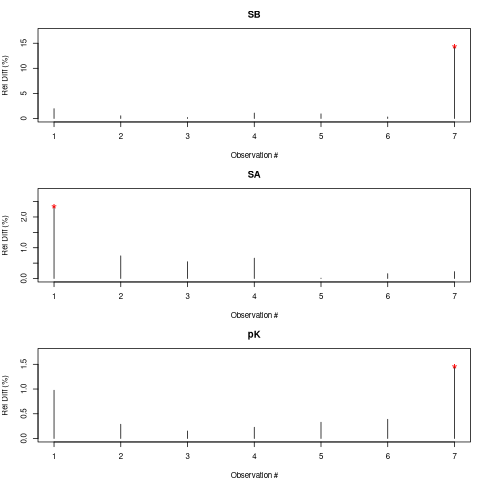 SB
Rel Diff (%)
15
10
5
0
1 2 3 4 5 6 7
Observation #
SA
Rel Diff (%)
2.0
1.0
0.0
1 2 3 4 5 6 7
Observation #
pK
Rel Diff (%)
1.5
1.0
0.5
0.0
1 2 3 4 5 6 7
Observation #